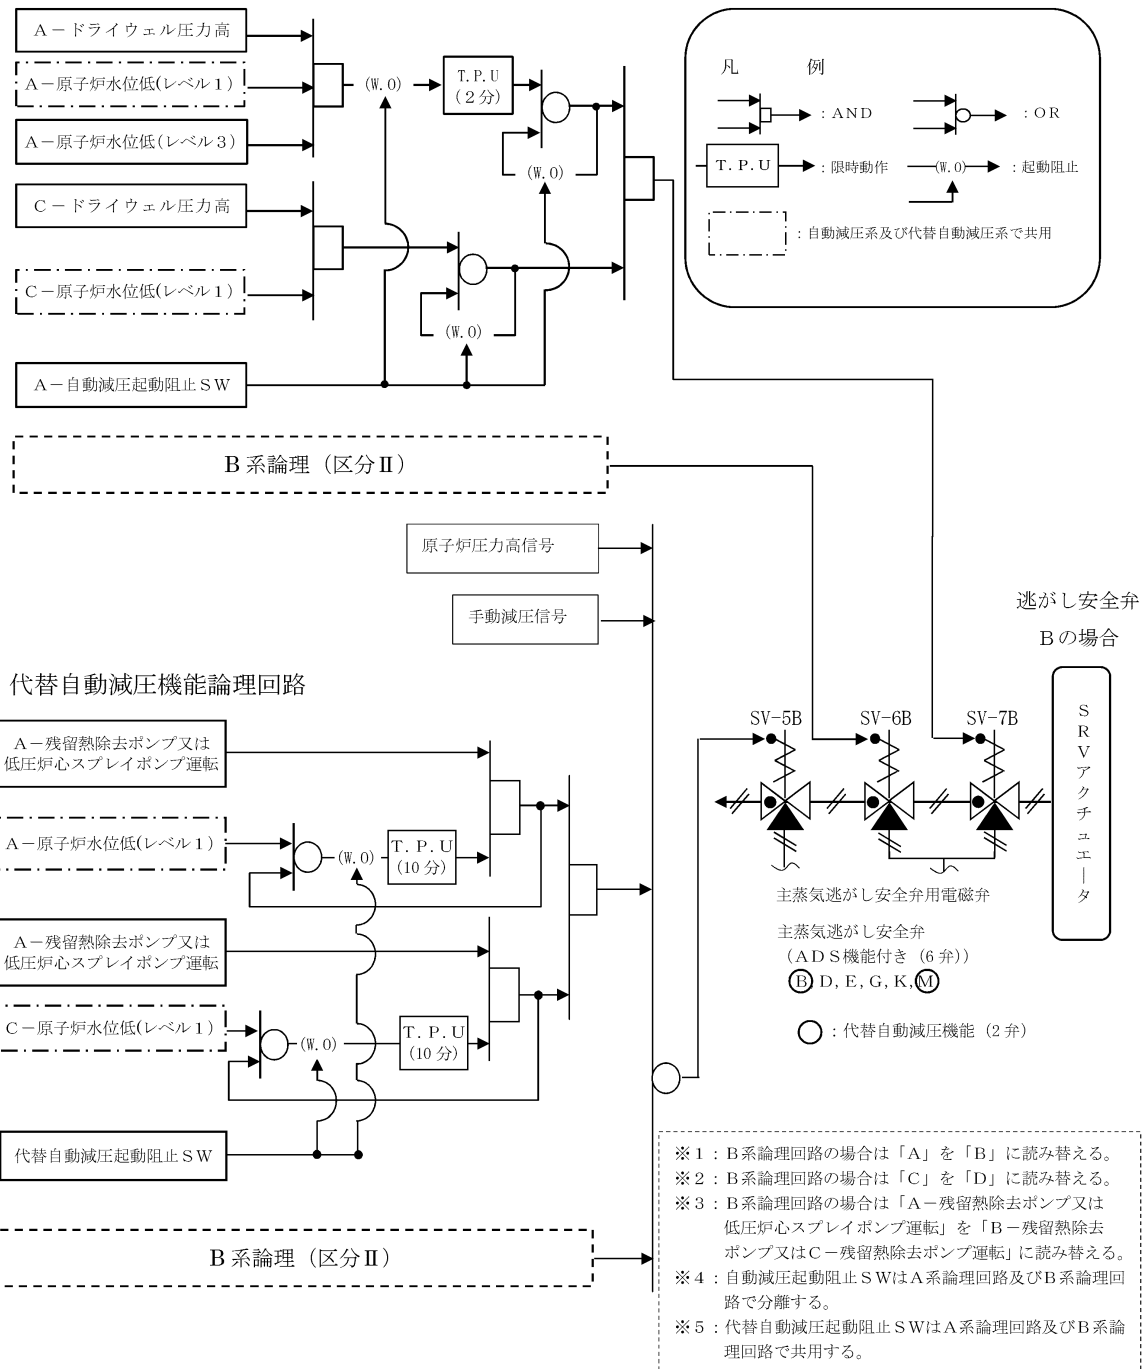 A－ドライウェル圧力高
A－原子炉水位低(レベル１)
A－原子炉水位低(レベル３)
C－ドライウェル圧力高
C－原子炉水位低(レベル１)
A－自動減圧起動阻止ＳＷ
(W.O)
T.P.U
(２分)
(W.O)
(W.O)
凡　例
：AND
：OR
T.P.U
：限時動作
(W.O)
：起動阻止
：自動減圧系及び代替自動減圧系で共用
B系論理（区分Ⅱ）
原子炉圧力高信号
手動減圧信号
逃がし安全弁
Bの場合
代替自動減圧機能論理回路
A－残留熱除去ポンプ又は
低圧炉心スプレイポンプ運転
A－原子炉水位低(レベル１)
(W.O)
T.P.U
(10分)
A－残留熱除去ポンプ又は
低圧炉心スプレイポンプ運転
C－原子炉水位低(レベル１)
(W.O)
T.P.U
(10分)
代替自動減圧起動阻止ＳＷ
B系論理（区分Ⅱ）
SV-5B
SV-6B
SV-7B
SRVアクチュエータ
主蒸気逃がし安全弁用電磁弁
主蒸気逃がし安全弁
（ADS機能付き（6弁））
B, D, E, G, K, M
：代替自動減圧機能（2弁）
※１：B系論理回路の場合は「A」を「B」に読み替える。
※２：B系論理回路の場合は「C」を「D」に読み替える。
※３：B系論理回路の場合は「A－残留熱除去ポンプ又は
低圧炉心スプレイポンプ運転」を「B－残留熱除去
ポンプ又はC－残留熱除去ポンプ運転」に読み替える。
※４：自動減圧起動阻止ＳＷはA系論理回路及びB系論理回
路で分離する。
※５：代替自動減圧起動阻止ＳＷはA系論理回路及びB系論
理回路で共用する。